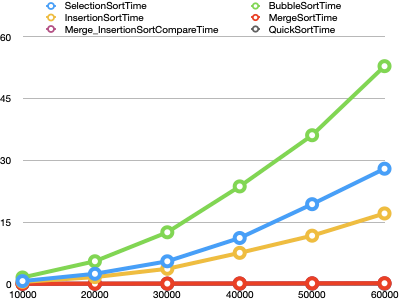 SelectionSortTime BubbleSortTime
InsertionSortTime MergeSortTime
Merge_InsertionSortCompareTime QuickSortTime
60
45
30
15
0
10000 20000 30000 40000 50000 60000